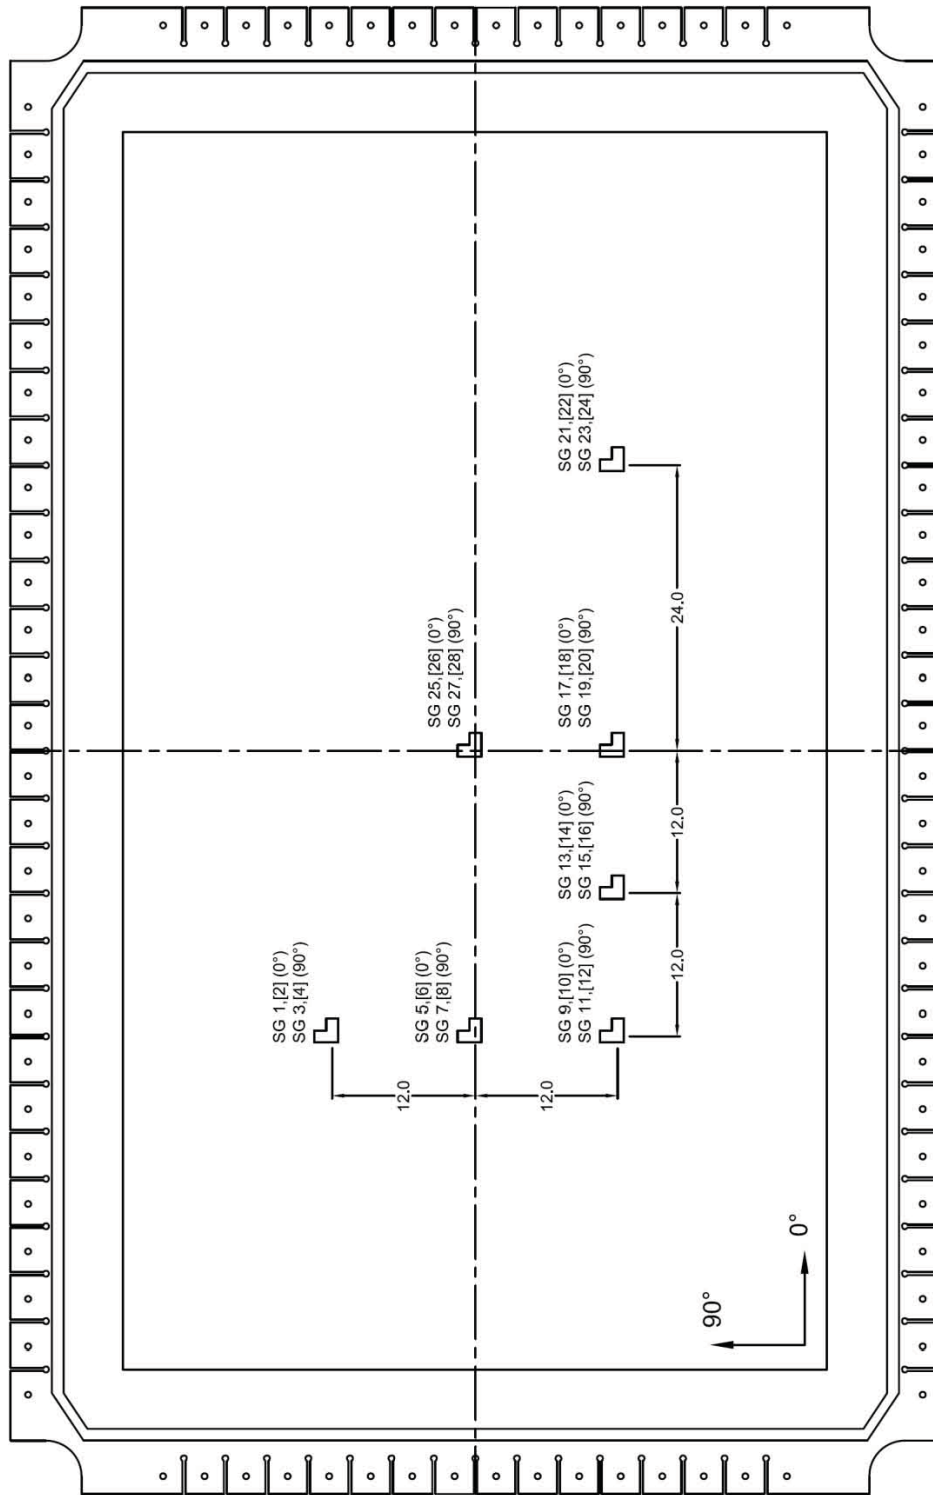 SG 1,[2] (0°)
SG 3,[4] (90°)
SG 5,[6] (0°)
SG 7,[8] (90°)
SG 9,[10] (0°)
SG 11,[12] (90°)
SG 13,[14] (0°)
SG 15,[16] (90°)
SG 17,[18] (0°)
SG 19,[20] (90°)
SG 21,[22] (0°)
SG 23,[24] (90°)
SG 25,[26] (0°)
SG 27,[28] (90°)
12.0
12.0
12.0
12.0
24.0
90°
0°